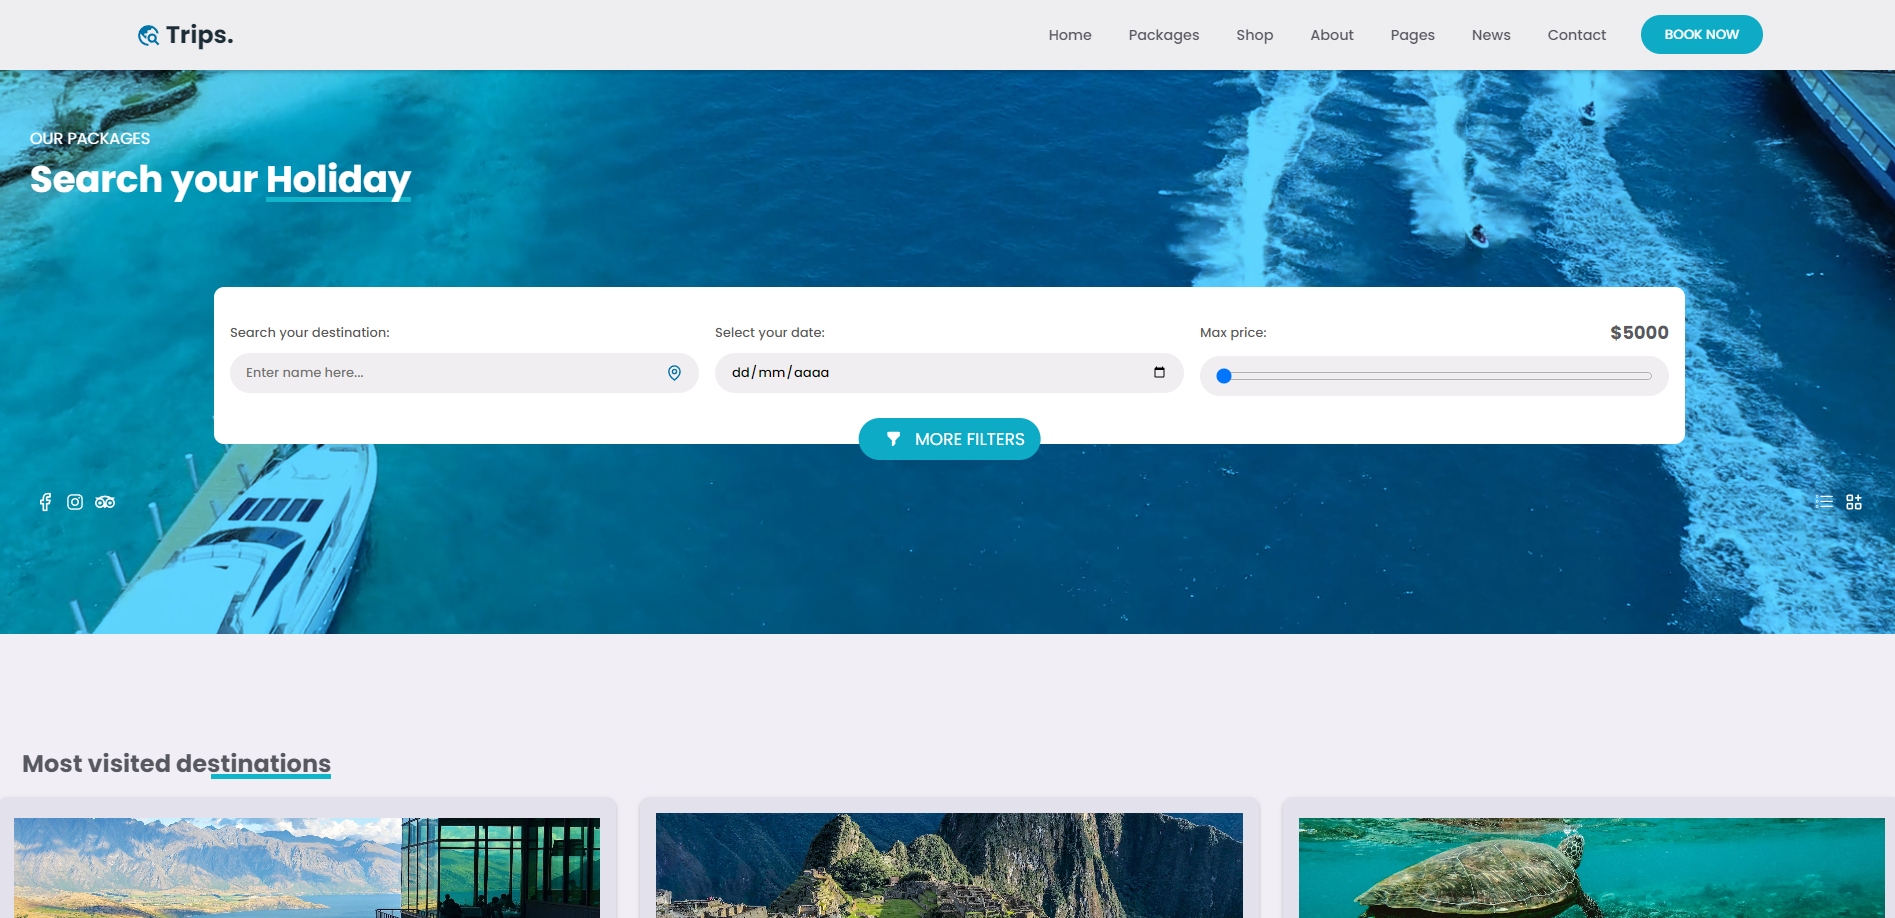 Trips.
Home Packages Shop About Pages News Contact BOOK NOW
OUR PACKAGES
Search your Holiday
Search your destination:
Enter name here...
Select your date:
dd/mm/aaaa
Max price:
$5000
MORE FILTERS
Most visited destinations